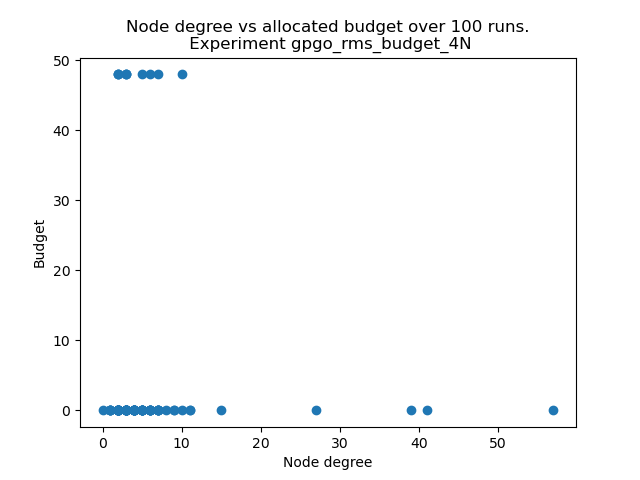 Node degree vs allocated budget over 100 runs.
Experiment gpgo_rms_budget_4N
50
40
30
20
10
0
Budget
0 10 20 30 40 50
Node degree